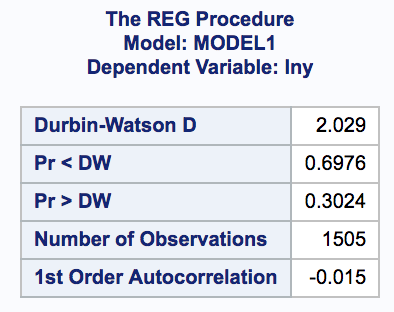 The REG Procedure
Model: MODEL1
Dependent Variable: lny
Durbin-Watson D 2.029
Pr < DW 0.6976
Pr > DW 0.3024
Number of Observations 1505
1st Order Autocorrelation -0.015